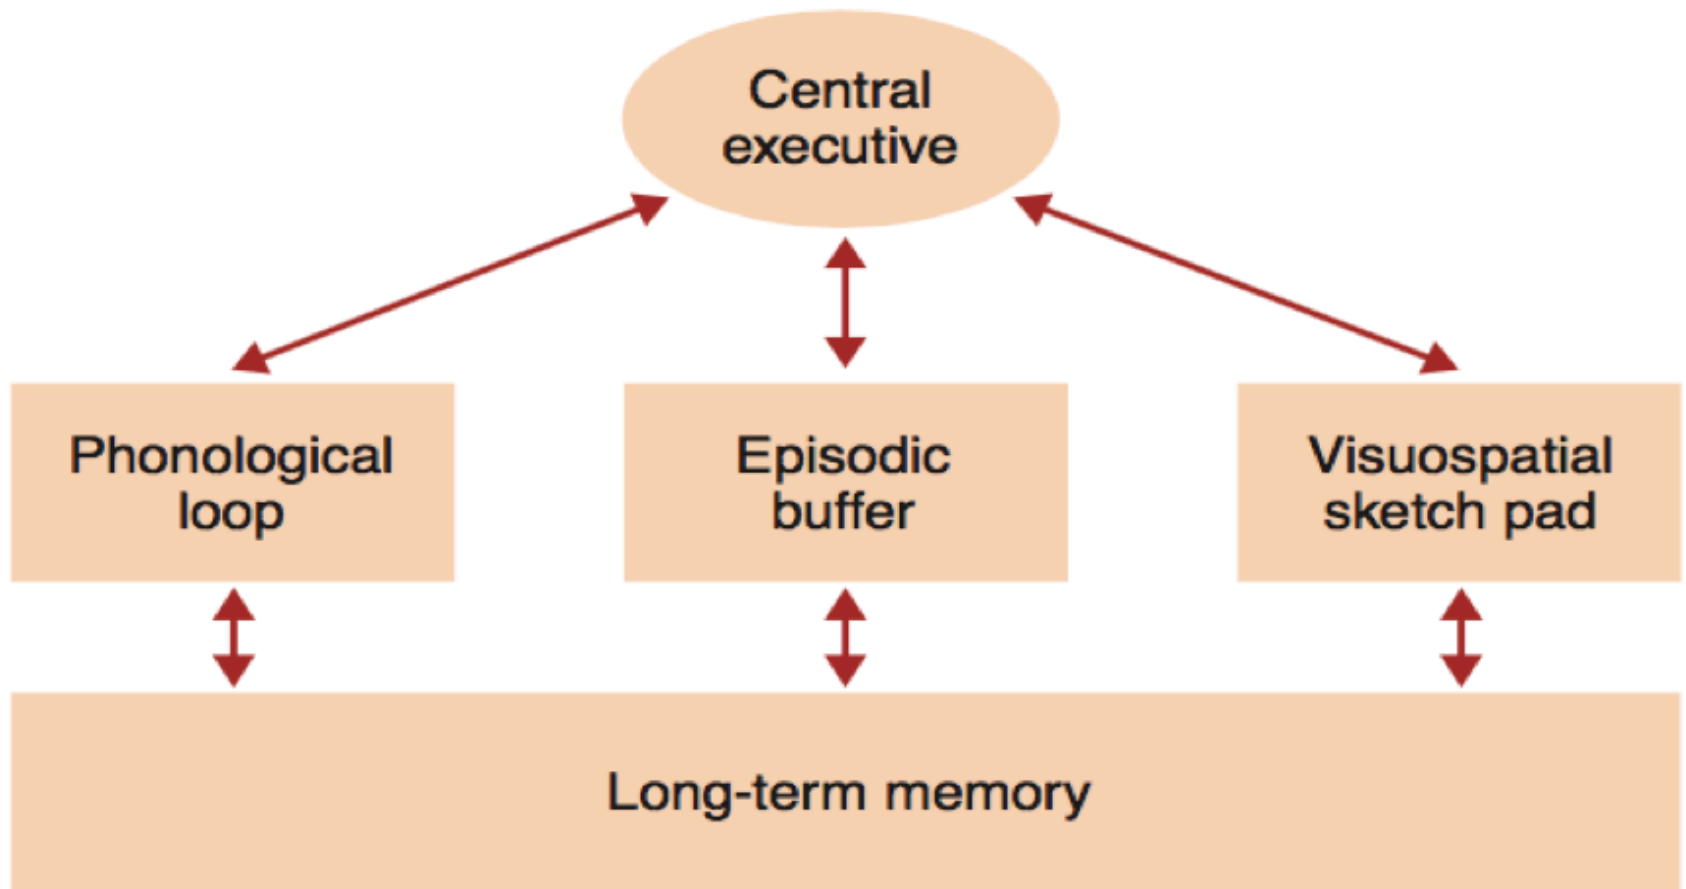 Central
executive
Phonological
loop
Episodic
buffer
Visuospatial
sketch pad
Long-term memory